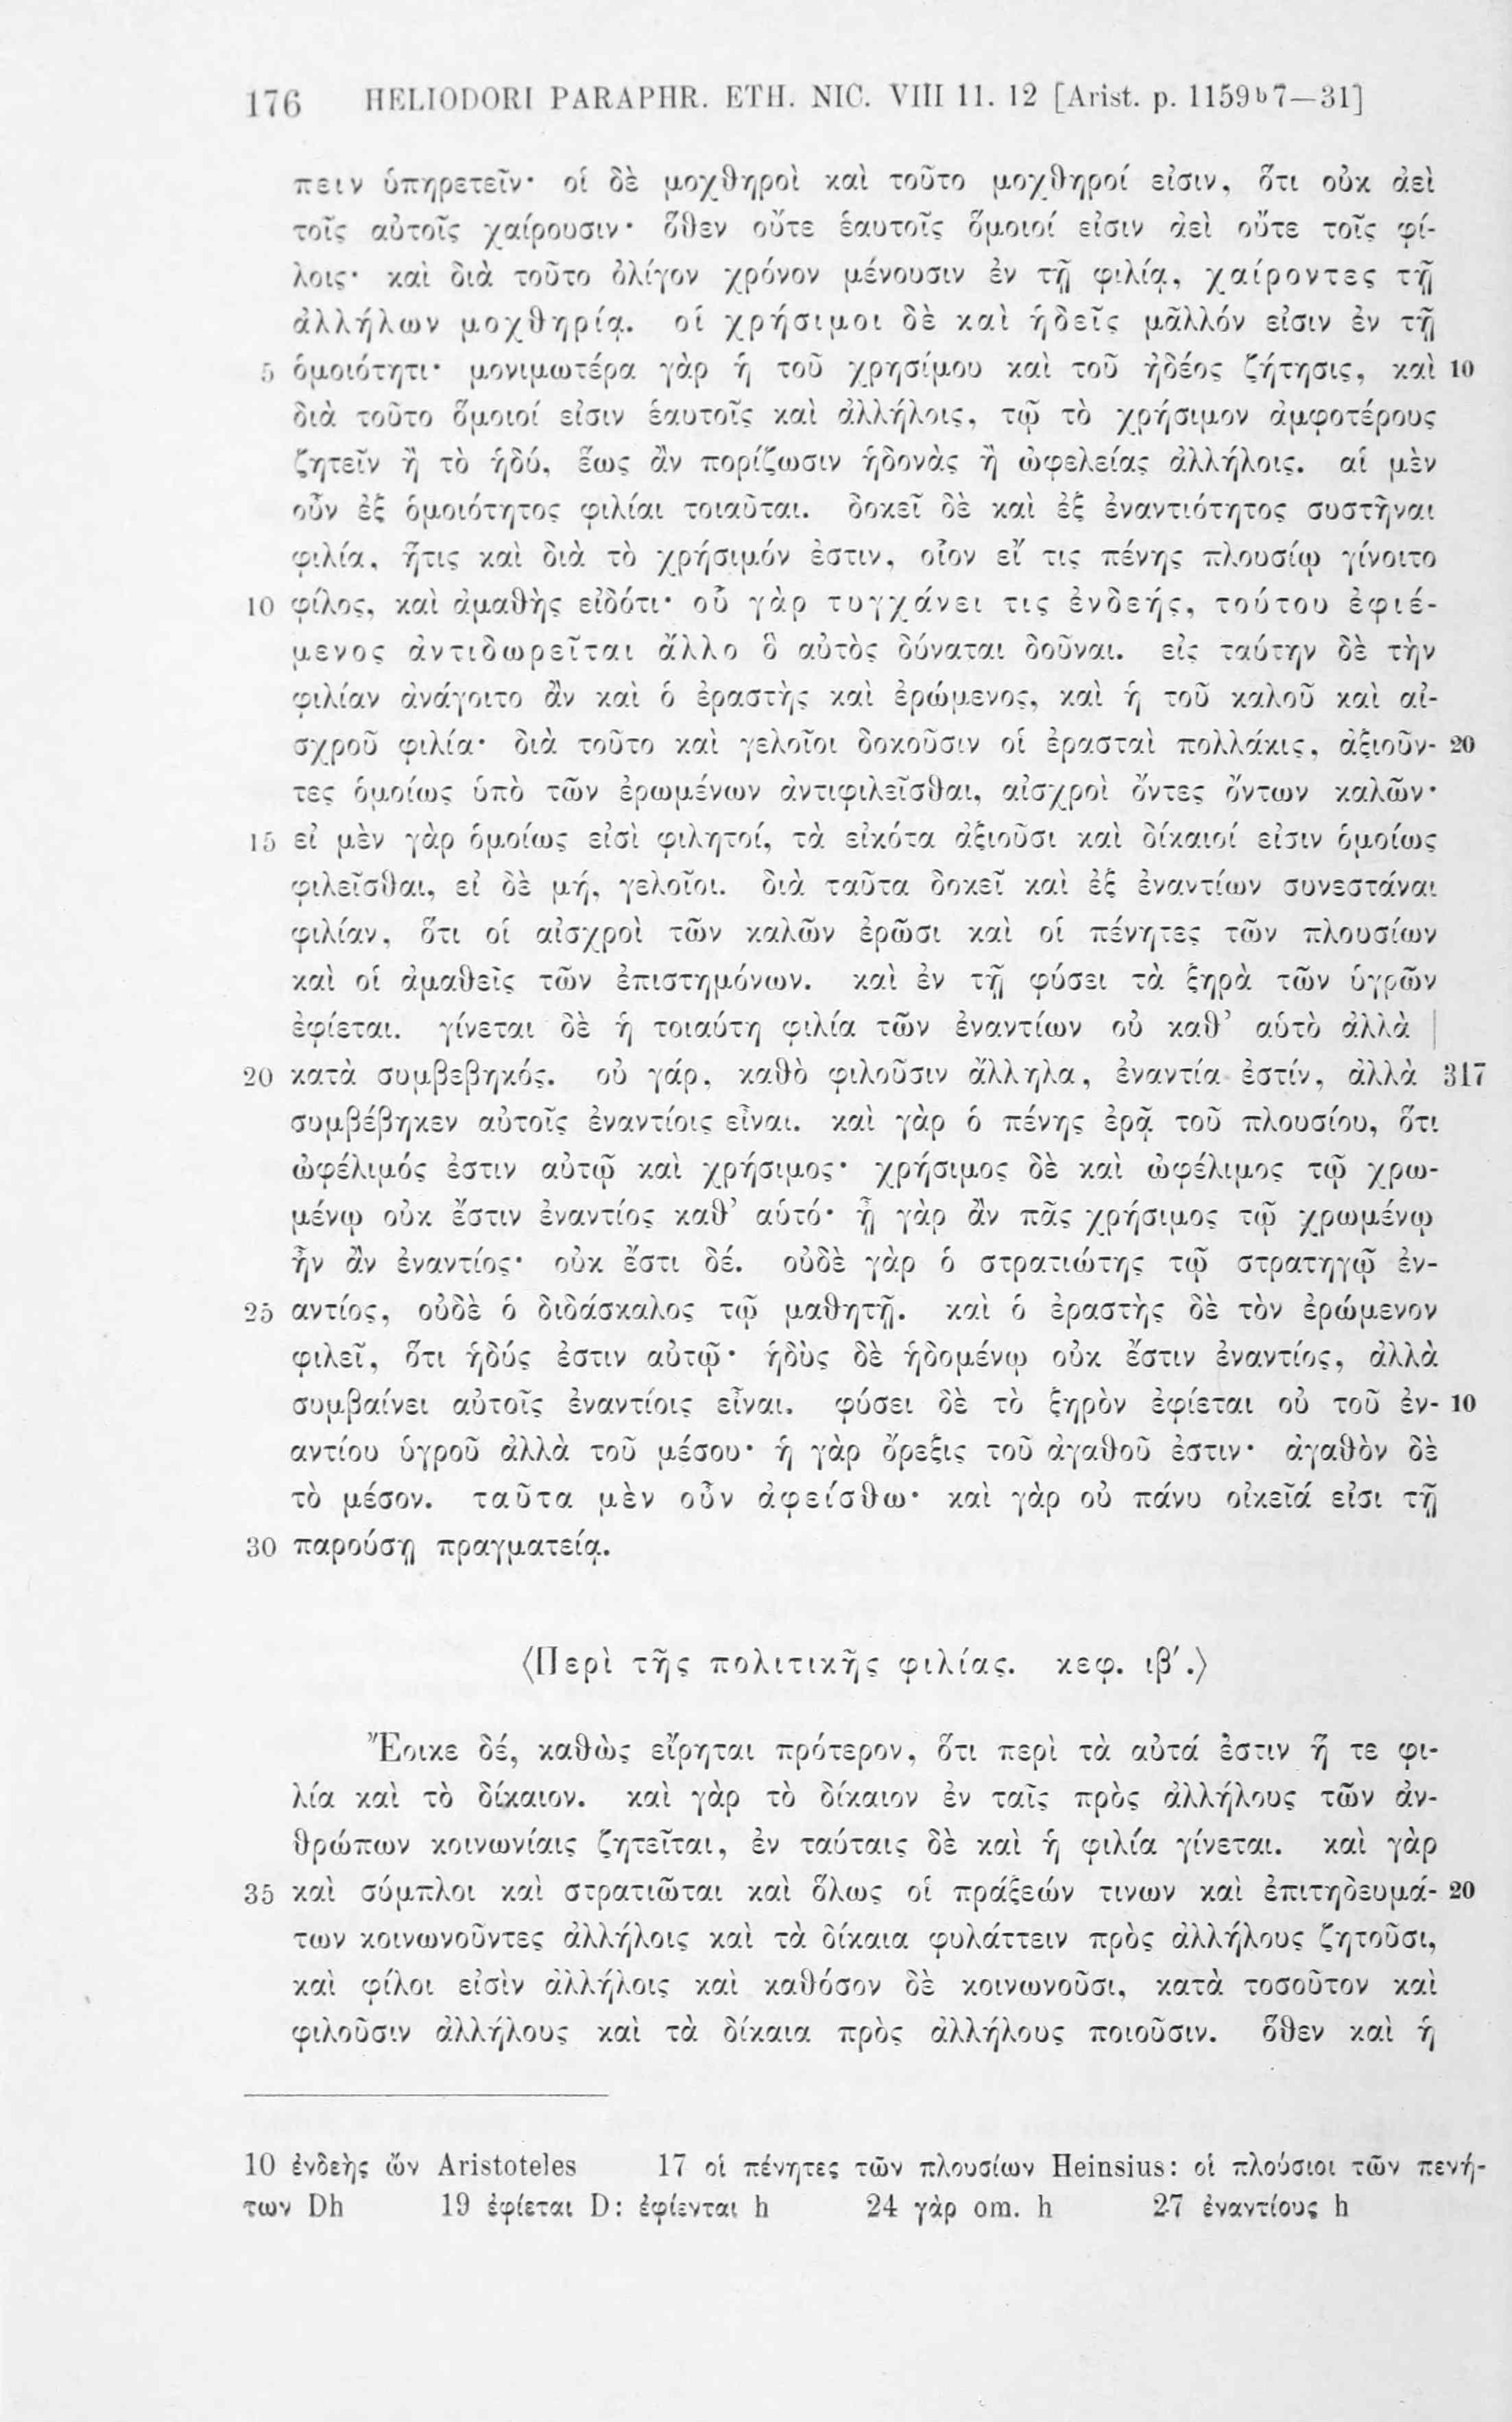 176 HELIODORI PARAPHR. ETH. NIC. VIII 11. 12 [Arist. p. 1159ᵇ7—31]
πειν ὑπηρετεῖν· οἱ δὲ μοχθηροὶ καὶ τοῦτο μοχθηροί εἰσιν, ὅτι οὐκ ἀεὶ
τοῖς αὐτοῖς χαίρουσιν· ὅθεν οὔτε ἑαυτοῖς ὅμοιοί εἰσιν ἀεὶ οὔτε τοῖς φί-
λοις· καὶ διὰ τοῦτο ὀλίγον χρόνον μένουσιν ἐν τῇ φιλίᾳ, χαίροντες τῇ
ἀλλήλων μοχθηρίᾳ. οἱ χρήσιμοι δὲ καὶ ἡδεῖς μᾶλλόν εἰσιν ἐν τῇ
5 ὁμοιότητι· μονιμωτέρα γὰρ ἡ τοῦ χρησίμου καὶ τοῦ ἡδέος ζήτησις, καὶ 10
διὰ τοῦτο ὅμοιοί εἰσιν ἑαυτοῖς καὶ ἀλλήλοις, τῷ τὸ χρήσιμον ἀμφοτέρους
ζητεῖν ἢ τὸ ἡδύ, ἕως ἂν πορίζωσιν ἡδονὰς ἢ ὠφελείας ἀλλήλοις. αἱ μὲν
οὖν ἐξ ὁμοιότητος φιλίαι τοιαῦται. δοκεῖ δὲ καὶ ἐξ ἐναντιότητος συστῆναι
φιλία, ἥτις καὶ διὰ τὸ χρήσιμόν ἐστιν, οἷον εἴ τις πένης πλουσίῳ γίνοιτο
10 φίλος, καὶ ἀμαθὴς εἰδότι· οὗ γὰρ τυγχάνει τις ἐνδεής, τούτου ἐφιέ-
μενος ἀντιδωρεῖται ἄλλο ὃ αὐτὸς δύναται δοῦναι. εἰς ταύτην δὲ τὴν
φιλίαν ἀνάγοιτο ἂν καὶ ὁ ἐραστὴς καὶ ἐρώμενος, καὶ ἡ τοῦ καλοῦ καὶ αἰ-
σχροῦ φιλία· διὰ τοῦτο καὶ γελοῖοι δοκοῦσιν οἱ ἐρασταὶ πολλάκις, ἀξιοῦν- 20
τες ὁμοίως ὑπὸ τῶν ἐρωμένων ἀντιφιλεῖσθαι, αἰσχροὶ ὄντες ὄντων καλῶν·
15 εἰ μὲν γὰρ ὁμοίως εἰσὶ φιλητοί, τὰ εἰκότα ἀξιοῦσι καὶ δίκαιοί εἰσιν ὁμοίως
φιλεῖσθαι, εἰ δὲ μή, γελοῖοι. διὰ ταῦτα δοκεῖ καὶ ἐξ ἐναντίων συνεστάναι
φιλίαν, ὅτι οἱ αἰσχροὶ τῶν καλῶν ἐρῶσι καὶ οἱ πένητες τῶν πλουσίων
καὶ οἱ ἀμαθεῖς τῶν ἐπιστημόνων. καὶ ἐν τῇ φύσει τὰ ξηρὰ τῶν ὑγρῶν
ἐφίεται. γίνεται δὲ ἡ τοιαύτη φιλία τῶν ἐναντίων οὐ καθ’ αὑτὸ ἀλλὰ |
20 κατὰ συμβεβηκός. οὐ γάρ, καθὸ φιλοῦσιν ἄλληλα, ἐναντία ἐστίν, ἀλλὰ 317
συμβέβηκεν αὐτοῖς ἐναντίοις εἶναι. καὶ γὰρ ὁ πένης ἐρᾷ τοῦ πλουσίου, ὅτι
ὠφέλιμός ἐστιν αὐτῷ καὶ χρήσιμος· χρήσιμος δὲ καὶ ὠφέλιμος τῷ χρω-
μένῳ οὐκ ἔστιν ἐναντίος καθ’ αὑτό· ᾖ γὰρ ἂν πᾶς χρήσιμος τῷ χρωμένῳ
ἦν ἂν ἐναντίος· οὐκ ἔστι δέ. οὐδὲ γὰρ ὁ στρατιώτης τῷ στρατηγῷ ἐν-
25 αντίος, οὐδὲ ὁ διδάσκαλος τῷ μαθητῇ. καὶ ὁ ἐραστὴς δὲ τὸν ἐρώμενον
φιλεῖ, ὅτι ἡδύς ἐστιν αὐτῷ· ἡδὺς δὲ ἡδομένῳ οὐκ ἔστιν ἐναντίος, ἀλλὰ
συμβαίνει αὐτοῖς ἐναντίοις εἶναι. φύσει δὲ τὸ ξηρὸν ἐφίεται οὐ τοῦ ἐν- 10
αντίου ὑγροῦ ἀλλὰ τοῦ μέσου· ἡ γὰρ ὄρεξις τοῦ ἀγαθοῦ ἐστιν· ἀγαθὸν δὲ
τὸ μέσον. ταῦτα μὲν οὖν ἀφείσθω· καὶ γὰρ οὐ πάνυ οἰκεῖά εἰσι τῇ
30 παρούσῃ πραγματείᾳ.
⟨Περὶ τῆς πολιτικῆς φιλίας. κεφ. ιβʹ.⟩
Ἔοικε δέ, καθὼς εἴρηται πρότερον, ὅτι περὶ τὰ αὐτά ἐστιν ἥ τε φι-
λία καὶ τὸ δίκαιον. καὶ γὰρ τὸ δίκαιον ἐν ταῖς πρὸς ἀλλήλους τῶν ἀν-
θρώπων κοινωνίαις ζητεῖται, ἐν ταύταις δὲ καὶ ἡ φιλία γίνεται. καὶ γὰρ
35 καὶ σύμπλοι καὶ στρατιῶται καὶ ὅλως οἱ πράξεών τινων καὶ ἐπιτηδευμά- 20
των κοινωνοῦντες ἀλλήλοις καὶ τὰ δίκαια φυλάττειν πρὸς ἀλλήλους ζητοῦσι,
καὶ φίλοι εἰσὶν ἀλλήλοις καὶ καθόσον δὲ κοινωνοῦσι, κατὰ τοσοῦτον καὶ
φιλοῦσιν ἀλλήλους καὶ τὰ δίκαια πρὸς ἀλλήλους ποιοῦσιν. ὅθεν καὶ ἡ
10 ἐνδεὴς ὤν Aristoteles 17 οἱ πένητες τῶν πλουσίων Heinsius: οἱ πλούσιοι τῶν πενή-
των Dh 19 ἐφίεται D: ἐφίενται h 24 γὰρ om. h 27 ἐναντίους h